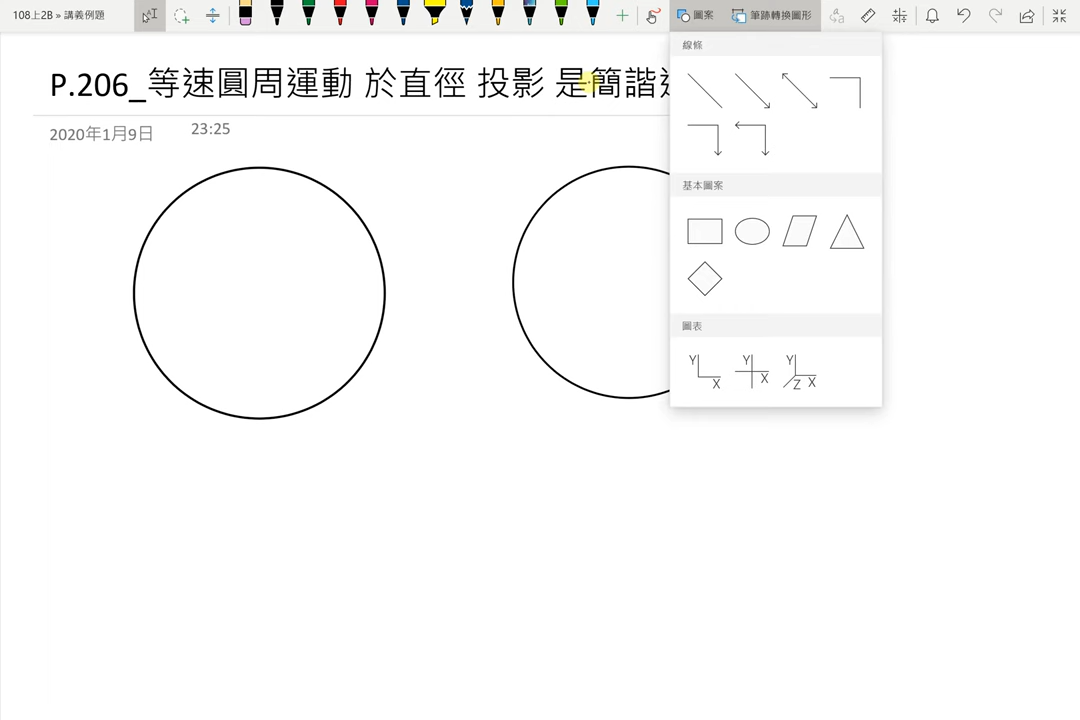 108上2B » 講義例題
圖案
筆跡轉換圖形
線條
P.206_等速圓周運動 於直徑 投影 是簡諧
2020年1月9日
23:25
基本圖案
圖表
Y
X
Y
X
Y
Z
X